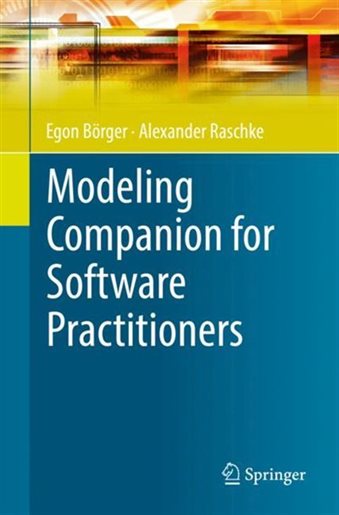 Egon Börger · Alexander Raschke
Modeling
Companion for
Software
Practitioners
Springer